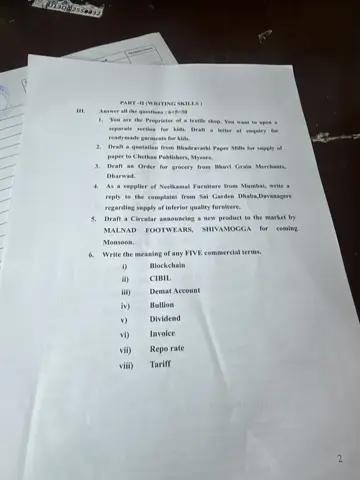 PART -II (WRITING SKILLS )
III. Answer all the questions : 6×5=30
1. You are the Proprietor of a textile shop. You want to open a
separate section for kids. Draft a letter of enquiry for
readymade garments for kids.
2. Draft a quotation from Bhadravathi Paper Mills for supply of
paper to Chethan Publishers, Mysore.
3. Draft an Order for grocery from Bhuvi Grain Merchants,
Dharwad.
4. As a supplier of Neelkamal Furniture from Mumbai, write a
reply to the complaint from Sai Garden Dhaba,Davanagere
regarding supply of inferior quality furniture.
5. Draft a Circular announcing a new product to the market by
MALNAD FOOTWEARS, SHIVAMOGGA for coming
Monsoon.
6. Write the meaning of any FIVE commercial terms.
i) Blockchain
ii) CIBIL
iii) Demat Account
iv) Bullion
v) Dividend
vi) Invoice
vii) Repo rate
viii) Tariff
2